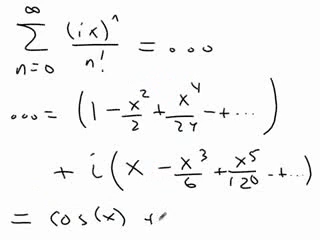 ∞ ∑ n=0 (ix)^n / n! = ...
... = (1 - x^2/2 + x^4/24 - + ...)
+ i (x - x^3/6 + x^5/120 - + ...)
= cos(x) +